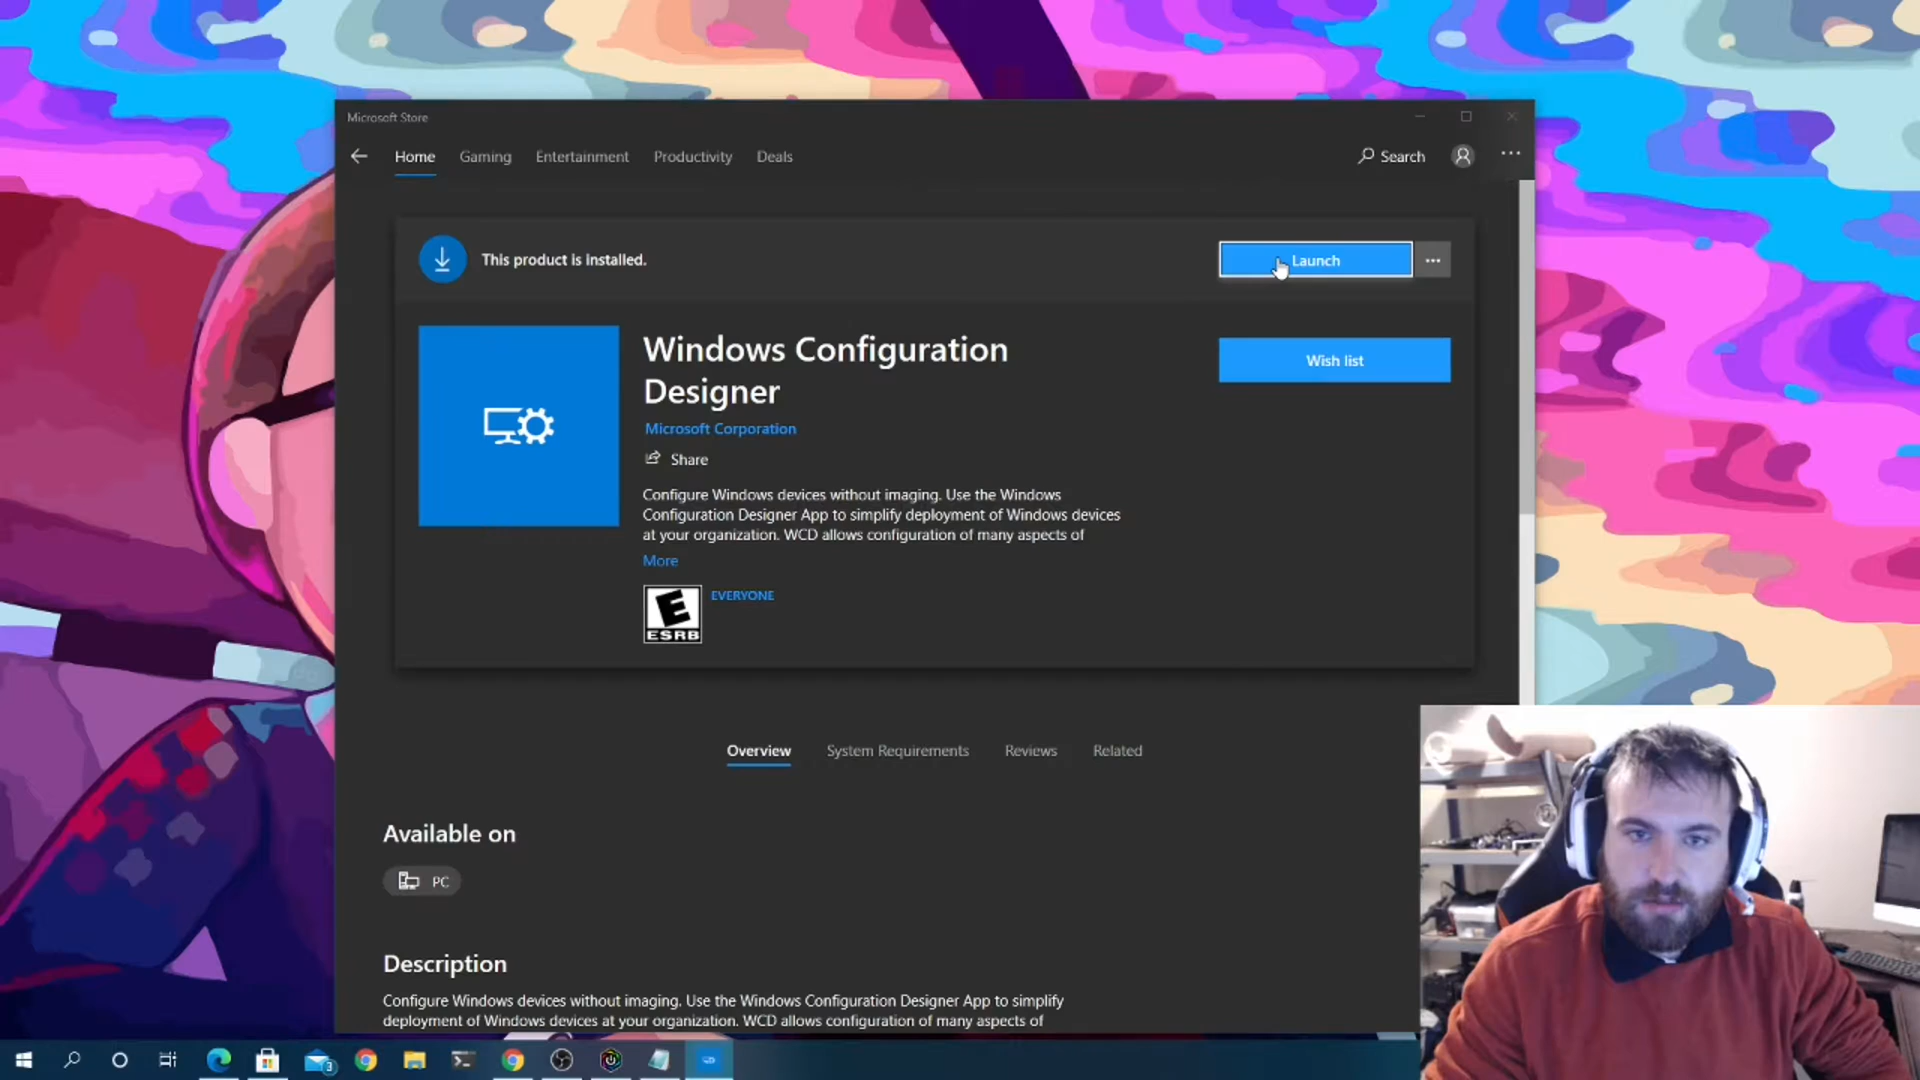 Microsoft Store
Home Gaming Entertainment Productivity Deals Search
This product is installed.
Launch
Windows Configuration
Designer
Wish list
Microsoft Corporation
Share
Configure Windows devices without imaging. Use the Windows
Configuration Designer App to simplify deployment of Windows devices
at your organization. WCD allows configuration of many aspects of
More
E
ESRB
EVERYONE
Overview System Requirements Reviews Related
Available on
PC
Description
Configure Windows devices without imaging. Use the Windows Configuration Designer App to simplify
deployment of Windows devices at your organization. WCD allows configuration of many aspects of
3